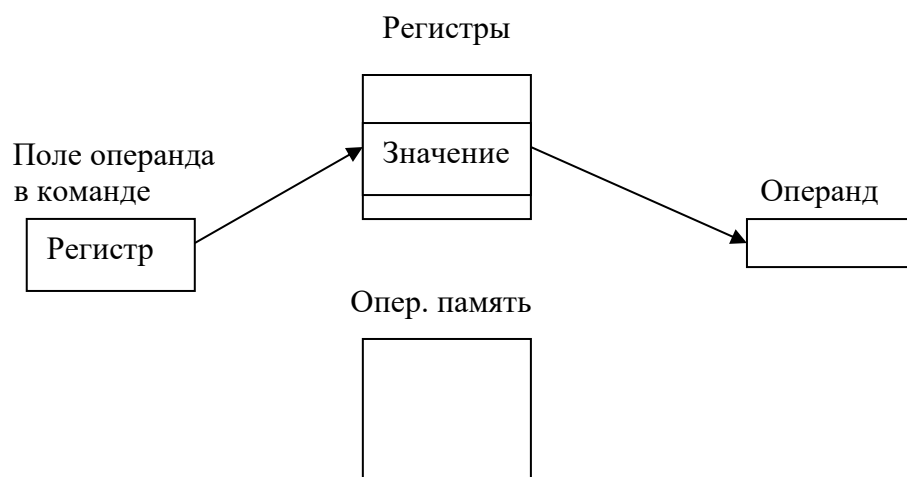 Регистры
Поле операнда
в команде
Значение
Операнд
Регистр
Опер. память